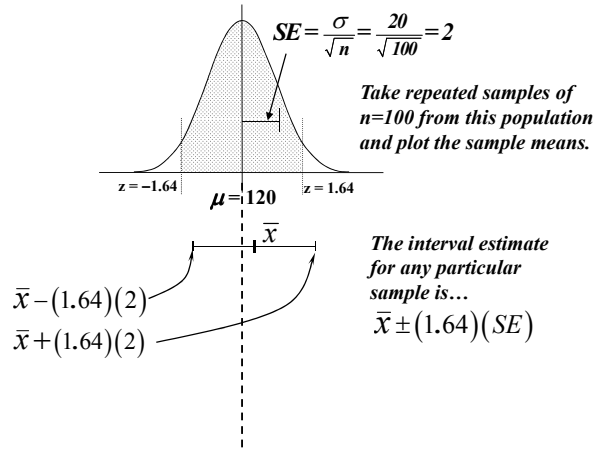 SE = σ/√n = 20/√100 = 2
Take repeated samples of
n=100 from this population
and plot the sample means.
z = −1.64
z = 1.64
μ = 120
x̅
The interval estimate
for any particular
sample is…
x̅ − (1.64)(2)
x̅ + (1.64)(2)
x̅ ± (1.64)(SE)